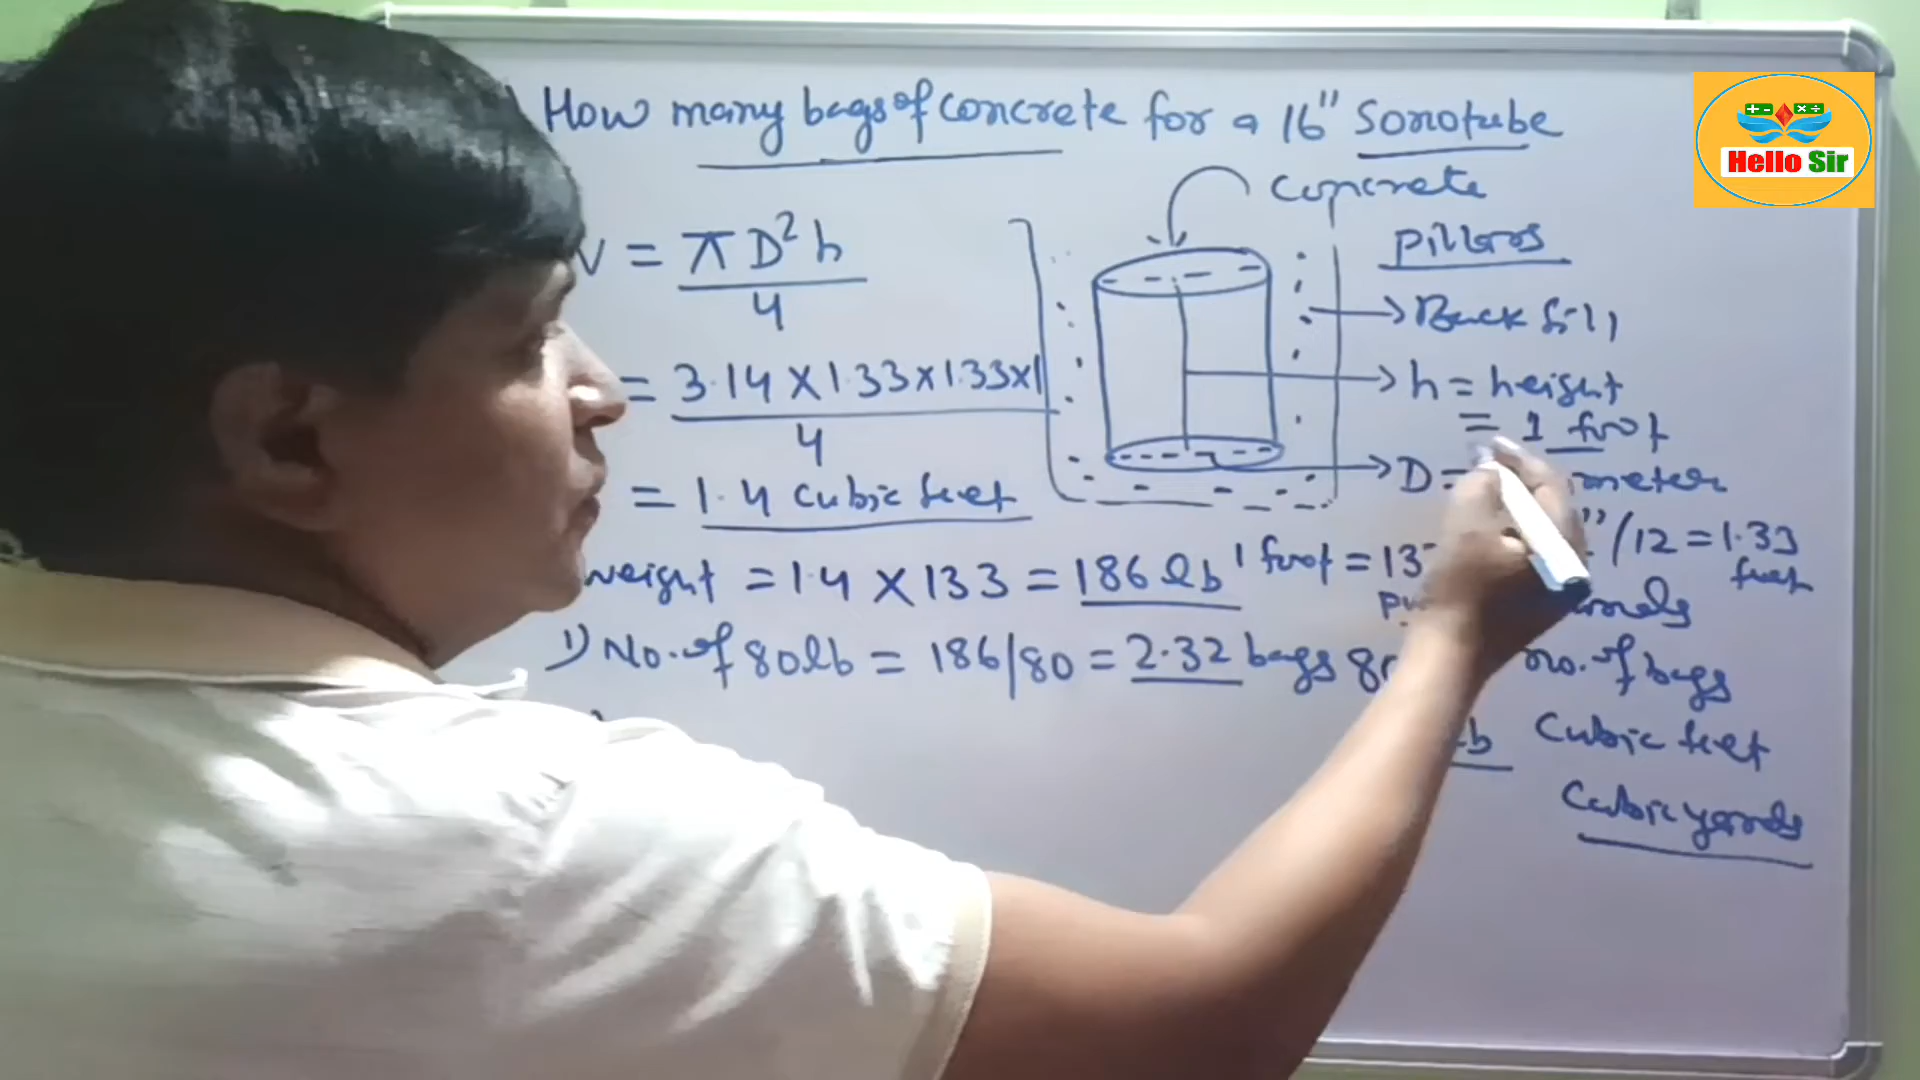 How many bags of concrete for a 16" Sonotube
Hello Sir
concrete
Pillars
V = πD²h
4
Back fill
= 3.14 X 1.33 X 1.33 X 1
4
h = height
= 1 foot
D =
meter
= 1.4 cubic feet
"/12 = 1.33
feet
weight = 1.4 X 133 = 186 lb
1 foot = 13
1) No. of 80 lb = 186/80 = 2.32 bags
no. of bags
Cubic feet
Cubic yards